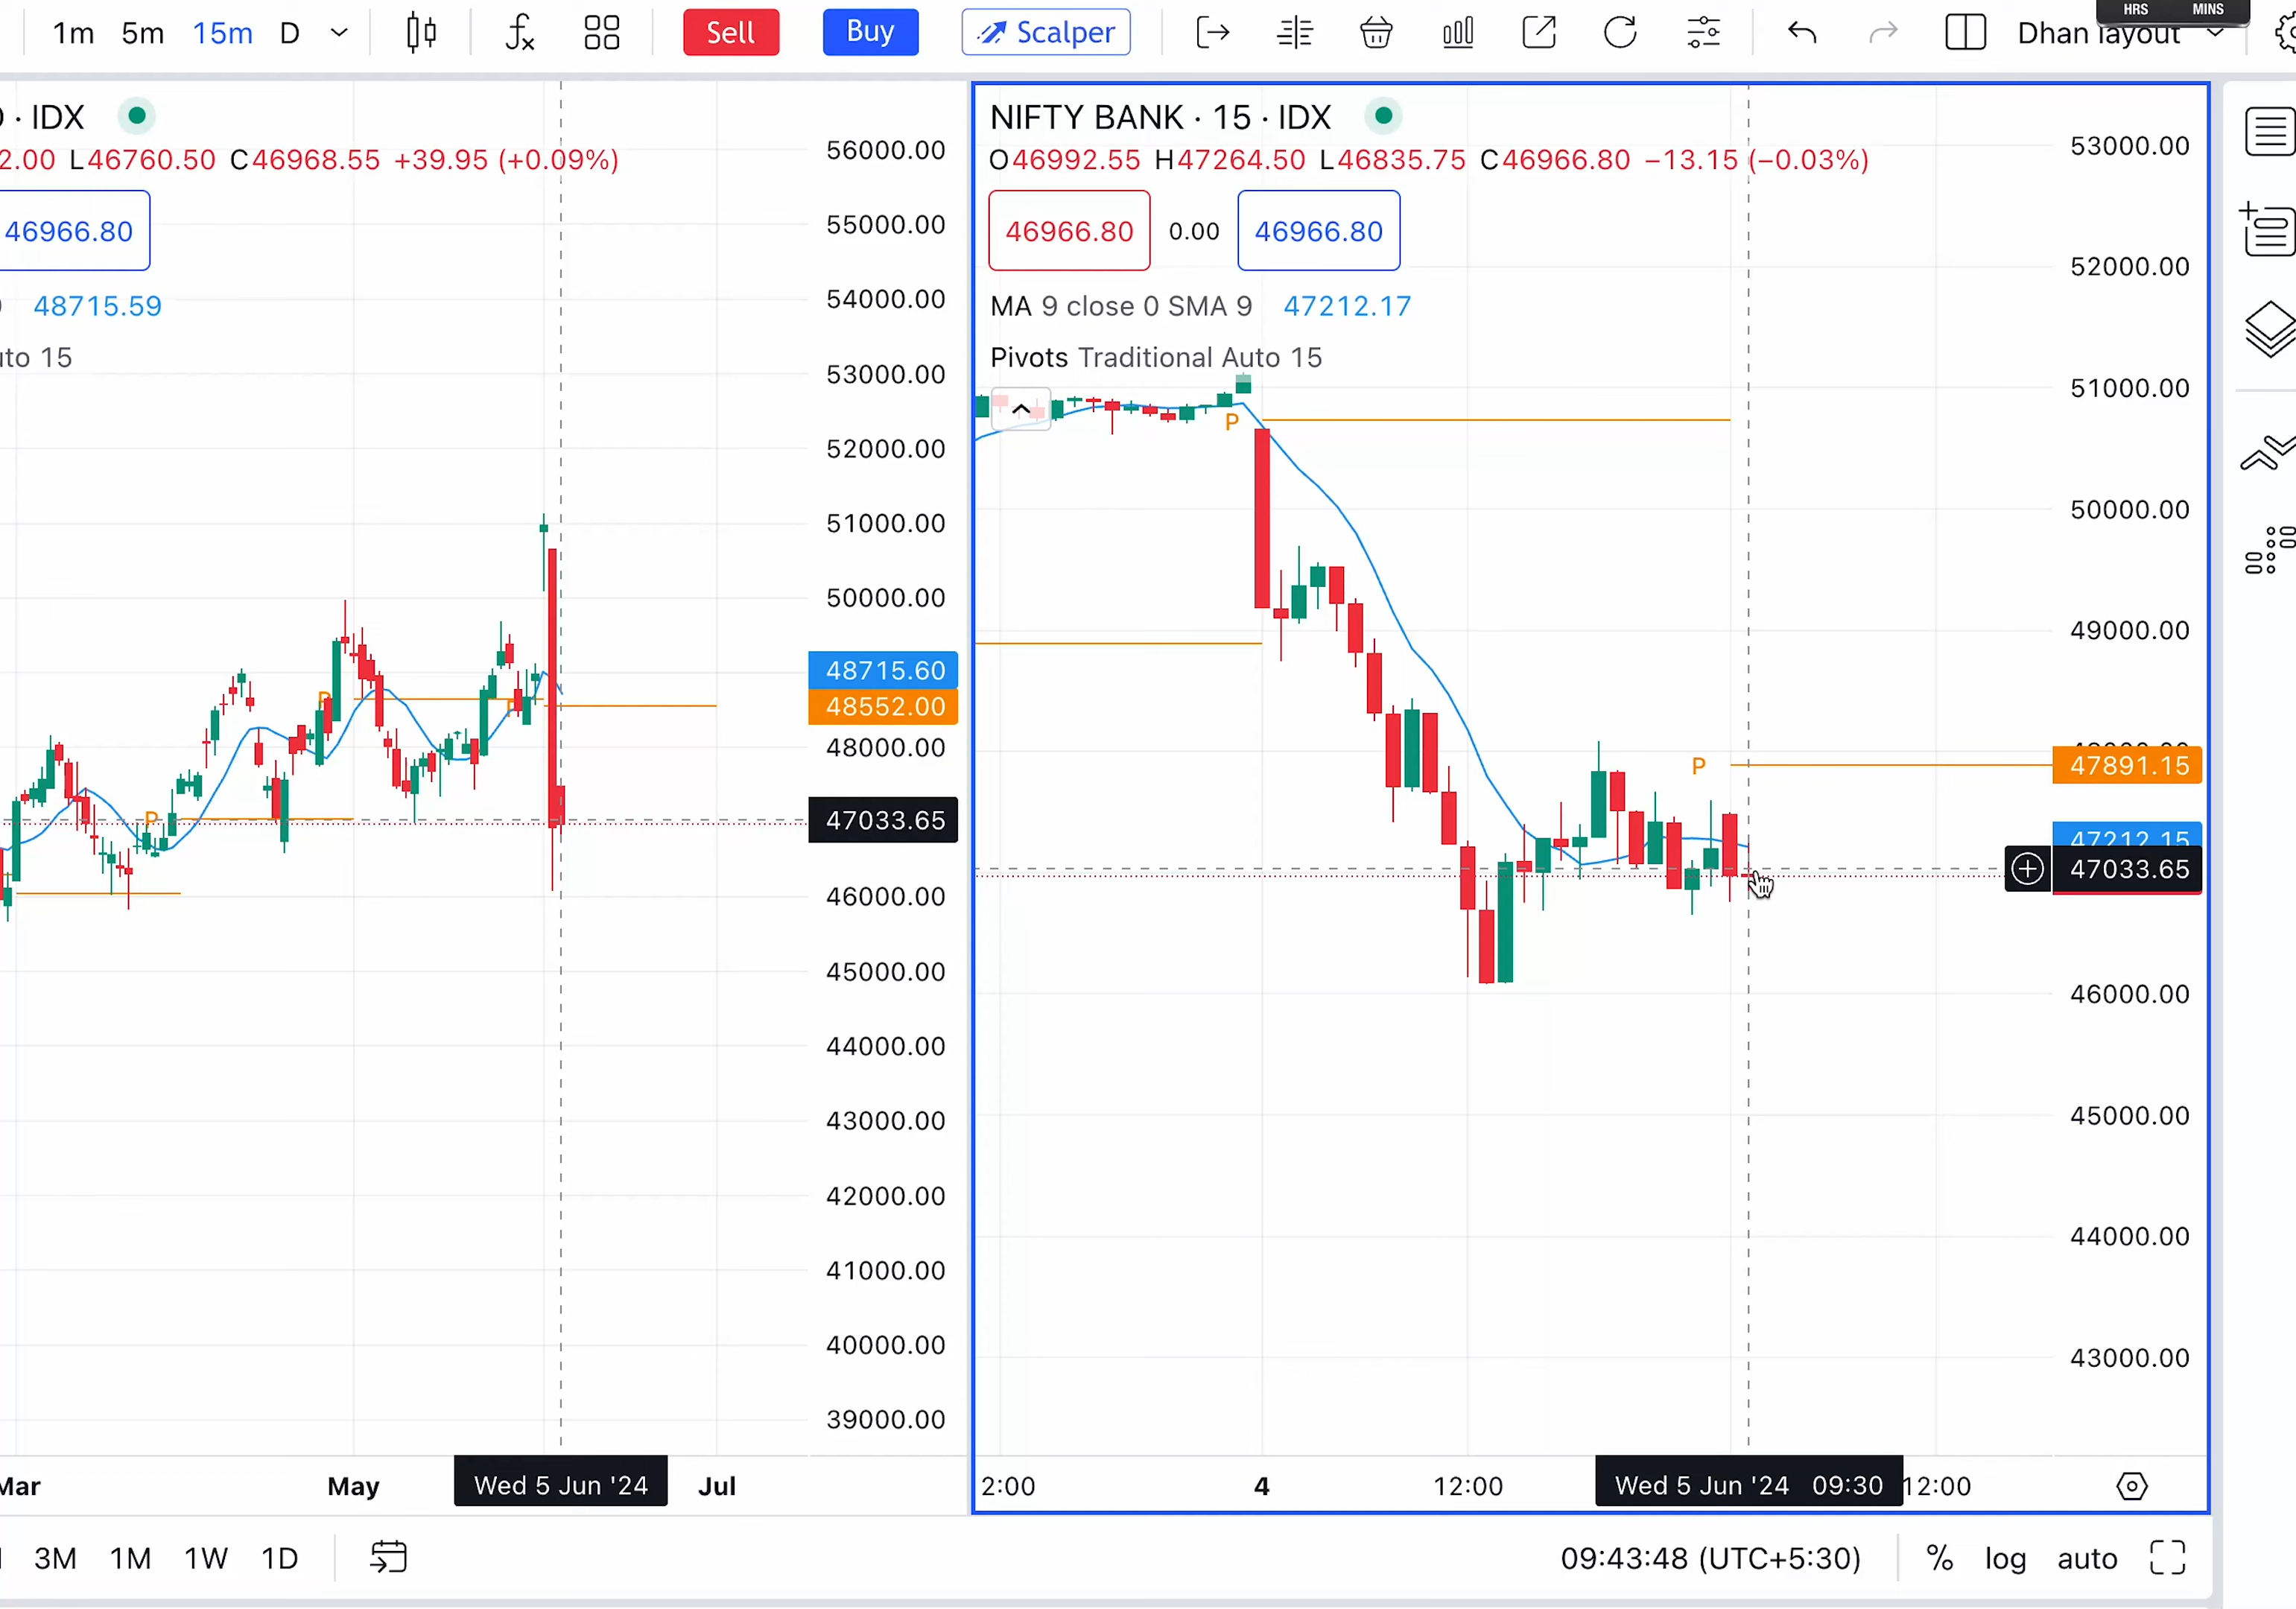 HRS MINS
1m 5m 15m D Sell Buy Scalper Dhan layout
· IDX
2.00 L46760.50 C46968.55 +39.95 (+0.09%)
46966.80
48715.59
uto 15
56000.00
55000.00
54000.00
53000.00
52000.00
51000.00
50000.00
48715.60
48552.00
48000.00
47033.65
46000.00
45000.00
44000.00
43000.00
42000.00
41000.00
40000.00
39000.00
P
P
P
Mar May Wed 5 Jun '24 Jul
NIFTY BANK · 15 · IDX
O46992.55 H47264.50 L46835.75 C46966.80 −13.15 (−0.03%)
46966.80 0.00 46966.80
MA 9 close 0 SMA 9 47212.17
Pivots Traditional Auto 15
P
P
53000.00
52000.00
51000.00
50000.00
49000.00
47891.15
47212.15
47033.65
46000.00
45000.00
44000.00
43000.00
2:00 4 12:00 Wed 5 Jun '24 09:30 12:00
3M 1M 1W 1D
09:43:48 (UTC+5:30) % log auto